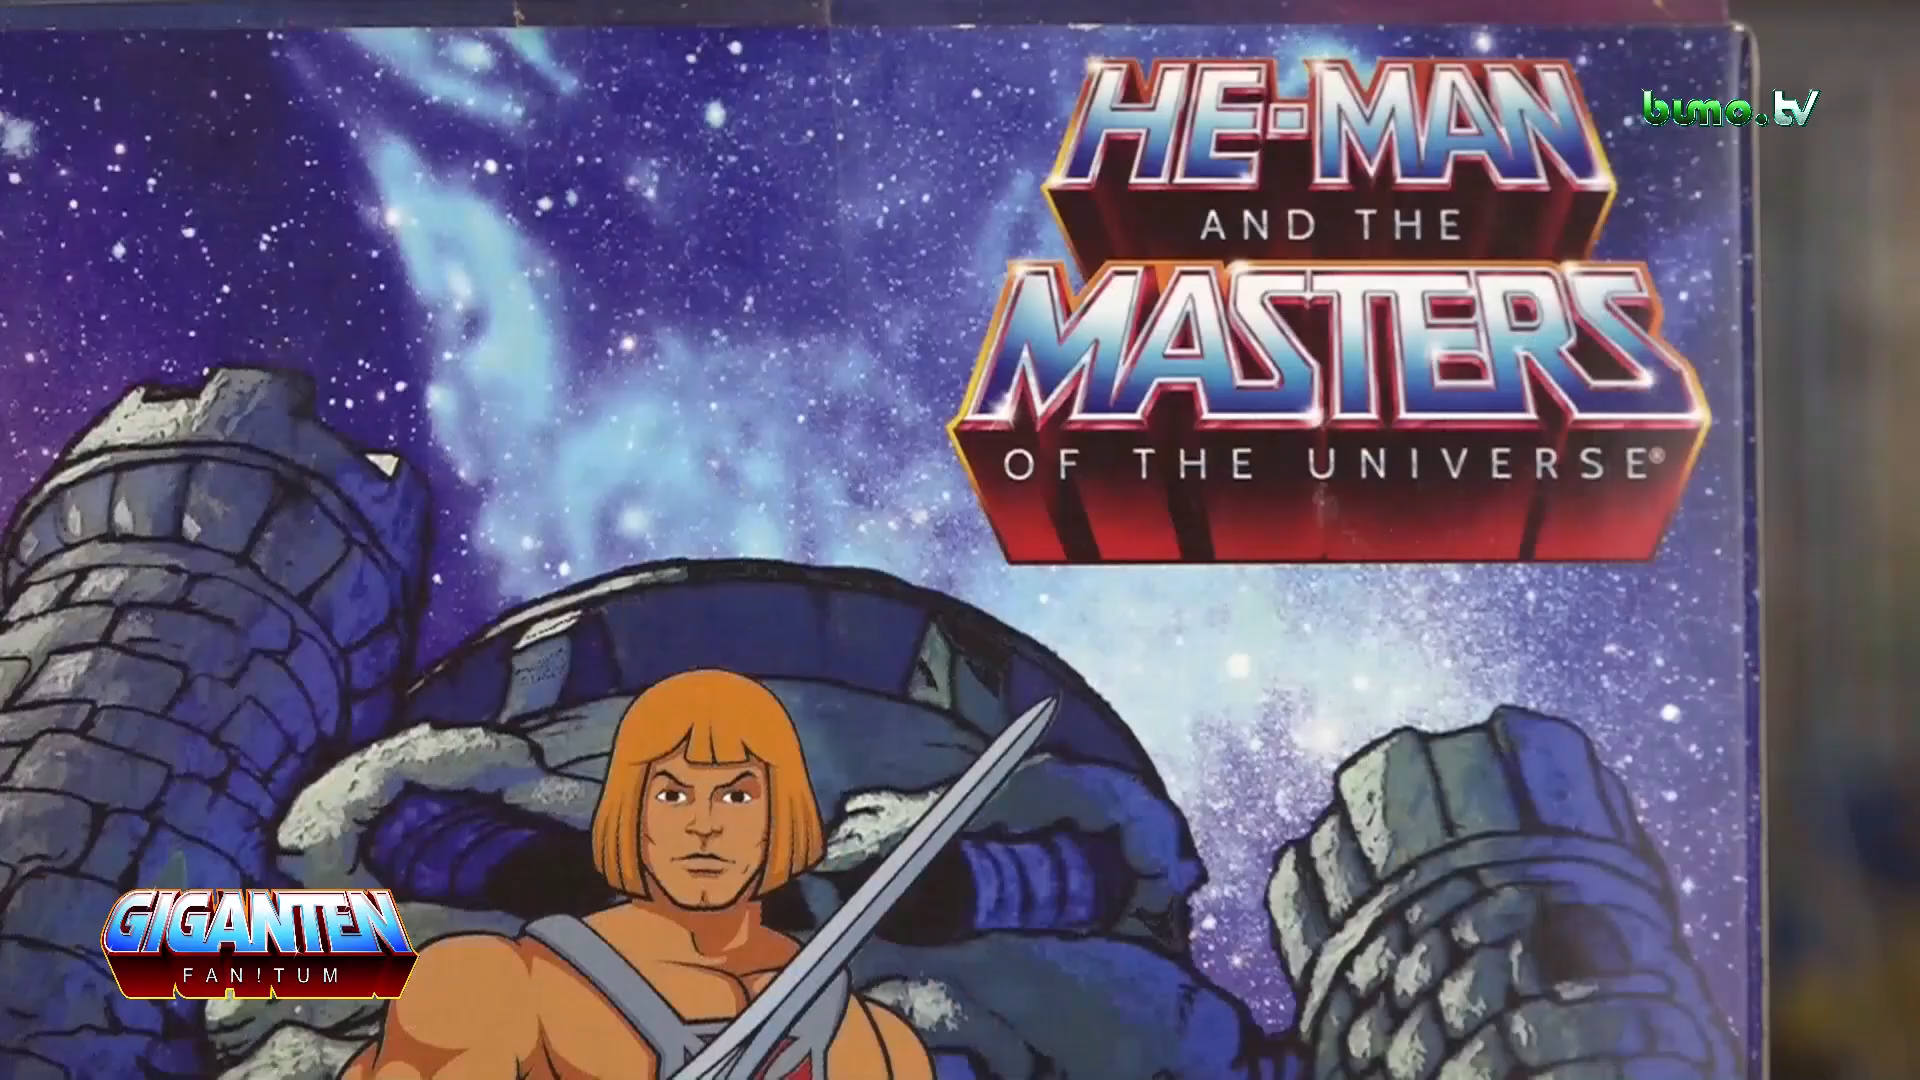 HE-MAN
AND THE
MASTERS
OF THE UNIVERSE®
bumo.tv
GIGANTEN
FAN!TUM